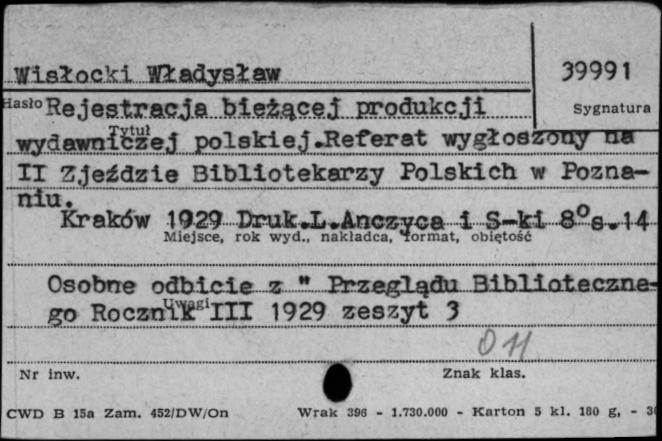 Wisłocki Władysław
39991
Hasło
Sygnatura
Rejestracja bieżącej produkcji
Tytuł
wydawniczej polskiej.Referat wygłoszony na
II Zjeździe Bibliotekarzy Polskich w Pozna-
niu.
Kraków 1929 Druk.L.Anczyca i S-ki 8° s.14
Miejsce, rok wyd., nakładca, format, objętość
Osobne odbicie z " Przeglądu Biblioteczne-
Uwagi
go Rocznik III 1929 zeszyt 3
011
Nr inw.
Znak klas.
CWD B 15a Zam. 452/DW/On Wrak 396 - 1.730.000 - Karton 5 kl. 180 g, - 30